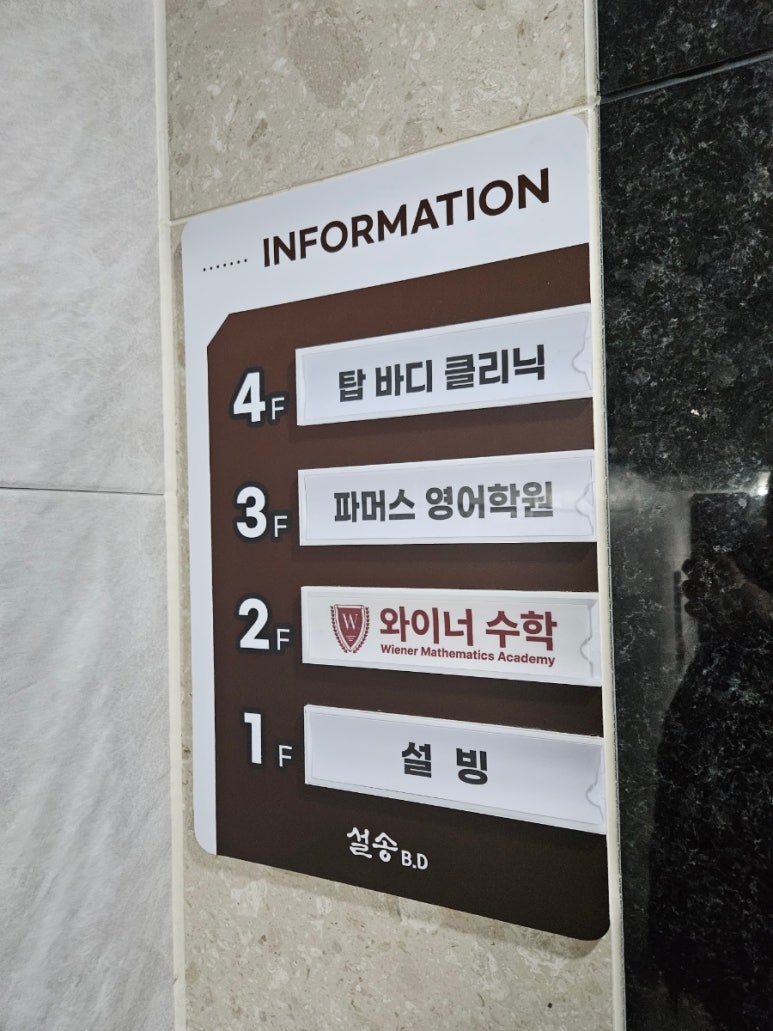 ....... INFORMATION
4F 탑 바디 클리닉
3F 파머스 영어학원
2F W 와이너 수학
Wiener Mathematics Academy
1F 설 빙
설송 B.D